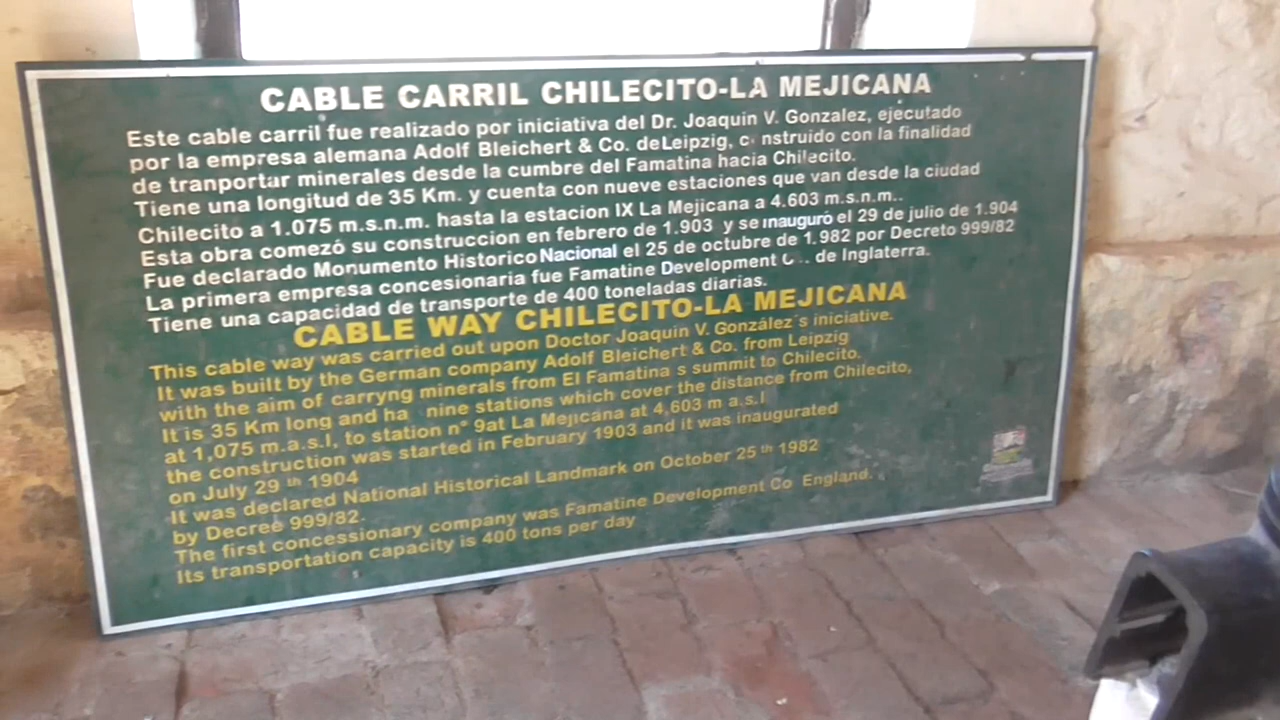 CABLE CARRIL CHILECITO-LA MEJICANA
Este cable carril fue realizado por iniciativa del Dr. Joaquin V. Gonzalez, ejecutado
por la empresa alemana Adolf Bleichert & Co. deLeipzig, c nstruido con la finalidad
de tranportar minerales desde la cumbre del Famatina hacia Chilecito.
Tiene una longitud de 35 Km. y cuenta con nueve estaciones que van desde la ciudad
Chilecito a 1.075 m.s.n.m. hasta la estacion IX La Mejicana a 4.603 m.s.n.m..
Esta obra comezó su construccion en febrero de 1.903 y se inauguró el 29 de julio de 1.904
Fue declarado Monumento Historico Nacional el 25 de octubre de 1.982 por Decreto 999/82
La primera empresa concesionaria fue Famatine Development C . de Inglaterra.
Tiene una capacidad de transporte de 400 toneladas diarias.
CABLE WAY CHILECITO-LA MEJICANA
This cable way was carried out upon Doctor Joaquin V. González´s iniciative.
It was built by the German company Adolf Bleichert & Co. from Leipzig
with the aim of carryng minerals from El Famatina s summit to Chilecito.
It is 35 Km long and ha nine stations which cover the distance from Chilecito,
at 1,075 m.a.s.l, to station n° 9at La Mejicana at 4,603 m a.s.l
the construction was started in February 1903 and it was inaugurated
on July 29 th 1904
It was declared National Historical Landmark on October 25 th 1982
by Decree 999/82.
The first concessionary company was Famatine Development Co England.
Its transportation capacity is 400 tons per day